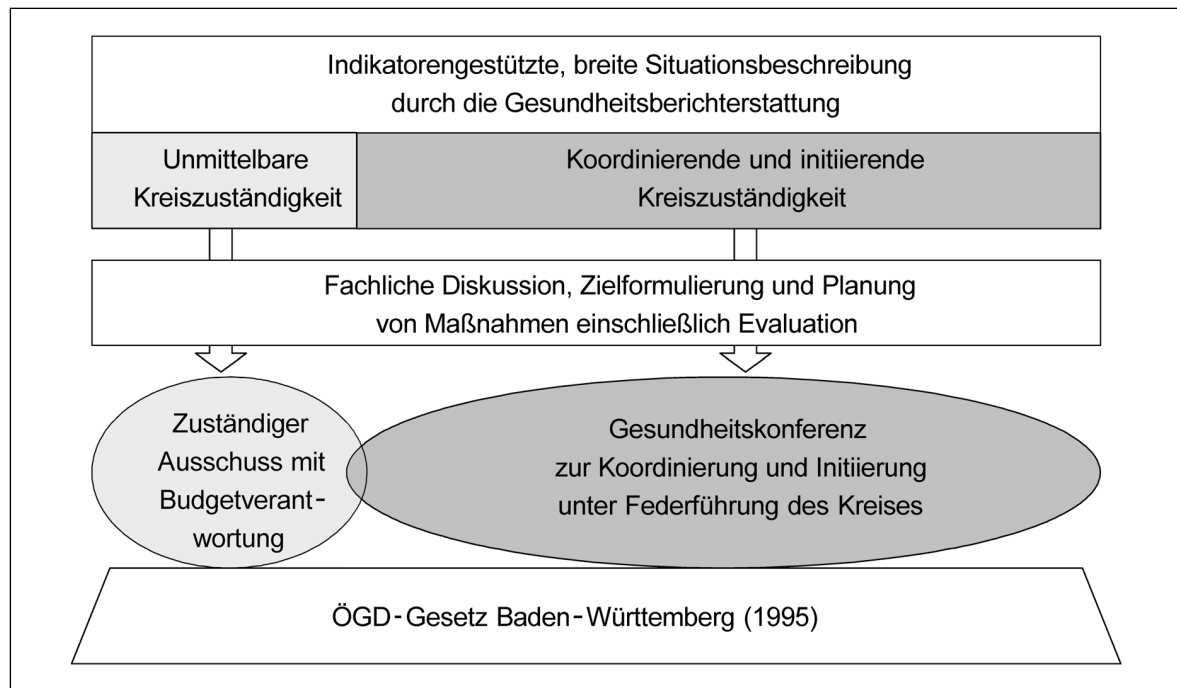 Indikatorengestützte, breite Situationsbeschreibung
durch die Gesundheitsberichterstattung
Unmittelbare
Kreiszuständigkeit
Koordinierende und initiierende
Kreiszuständigkeit
Fachliche Diskussion, Zielformulierung und Planung
von Maßnahmen einschließlich Evaluation
Zuständiger
Ausschuss mit
Budgetverant-
wortung
Gesundheitskonferenz
zur Koordinierung und Initiierung
unter Federführung des Kreises
ÖGD-Gesetz Baden-Württemberg (1995)